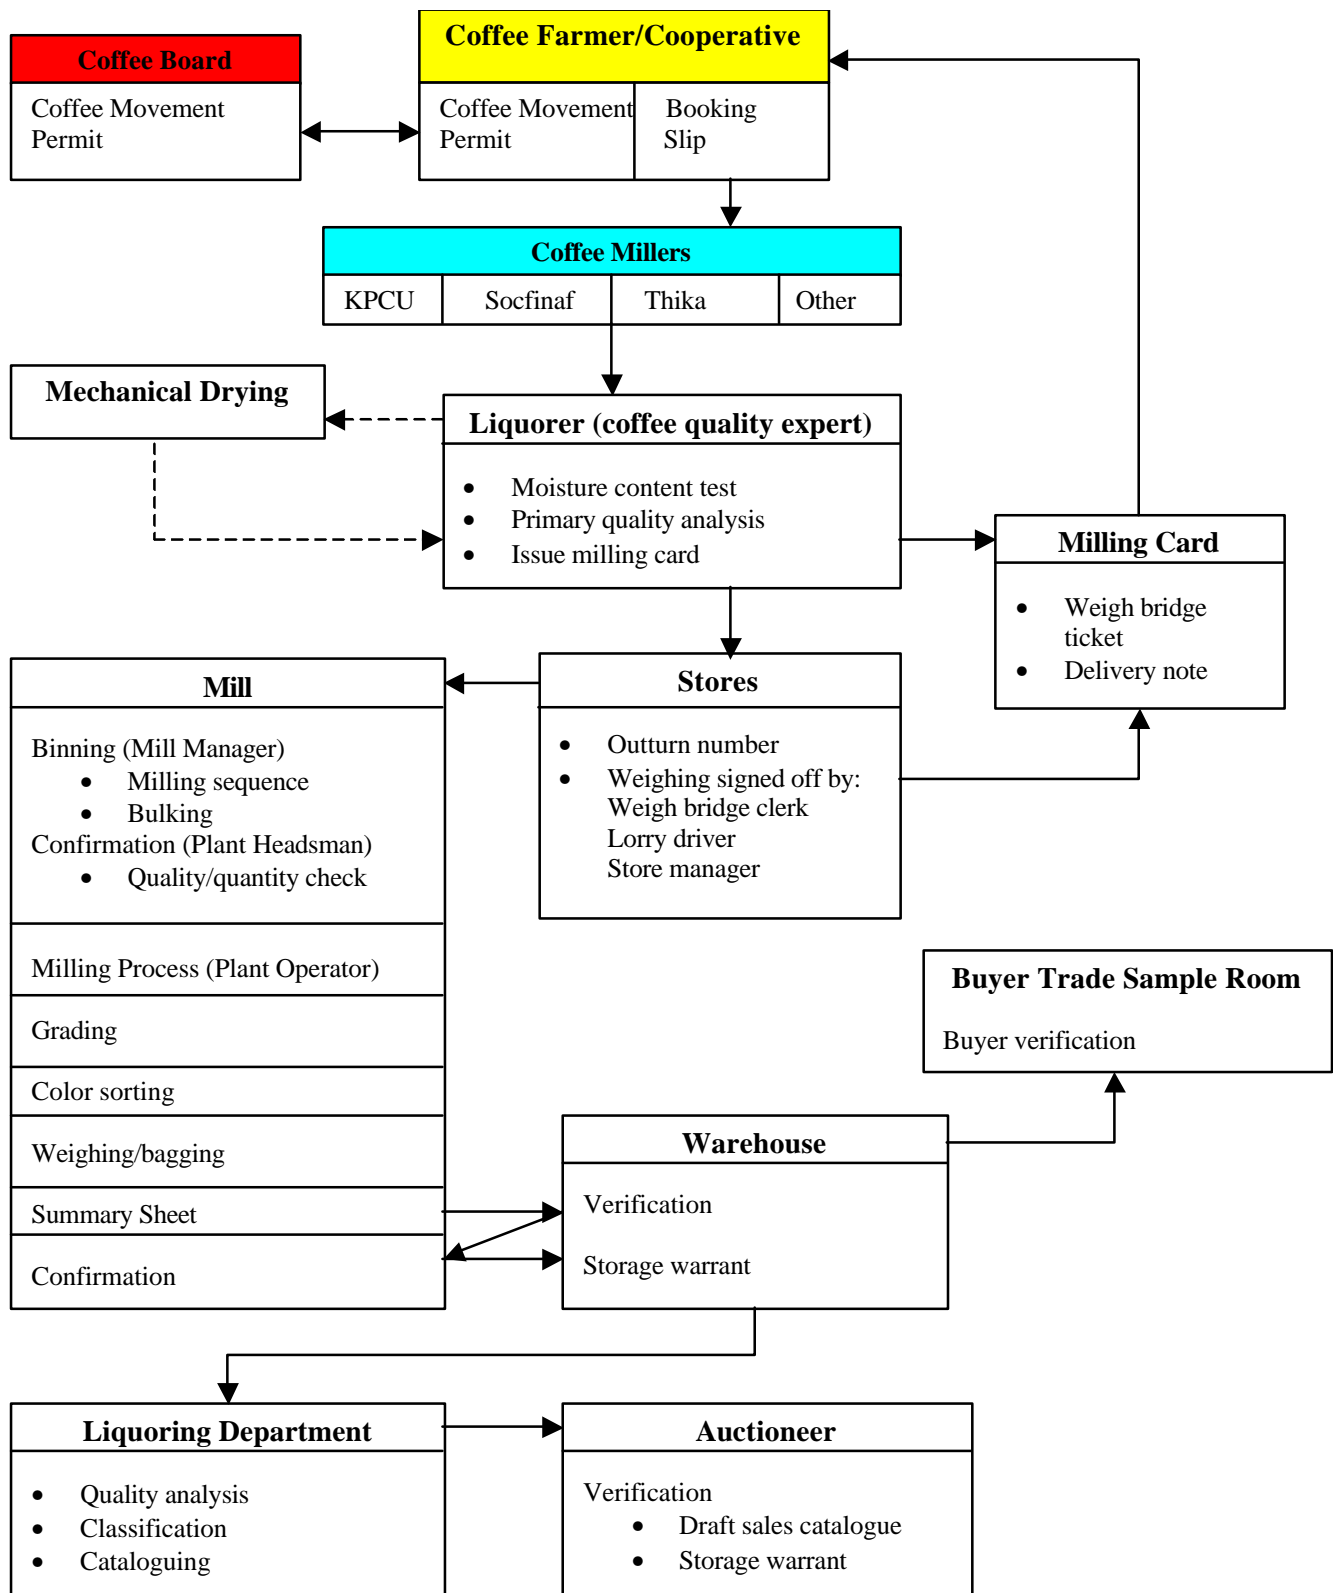 Coffee Farmer/Cooperative
Coffee Board
Coffee Movement
Permit
Coffee Movement
Permit
Booking
Slip
Coffee Millers
KPCU
Socfinaf
Thika
Other
Mechanical Drying
Liquorer (coffee quality expert)
• Moisture content test
• Primary quality analysis
• Issue milling card
Milling Card
• Weigh bridge
ticket
• Delivery note
Stores
• Outturn number
• Weighing signed off by:
Weigh bridge clerk
Lorry driver
Store manager
Mill
Binning (Mill Manager)
• Milling sequence
• Bulking
Confirmation (Plant Headsman)
• Quality/quantity check
Milling Process (Plant Operator)
Grading
Color sorting
Weighing/bagging
Summary Sheet
Confirmation
Buyer Trade Sample Room
Buyer verification
Warehouse
Verification
Storage warrant
Liquoring Department
• Quality analysis
• Classification
• Cataloguing
Auctioneer
Verification
• Draft sales catalogue
• Storage warrant